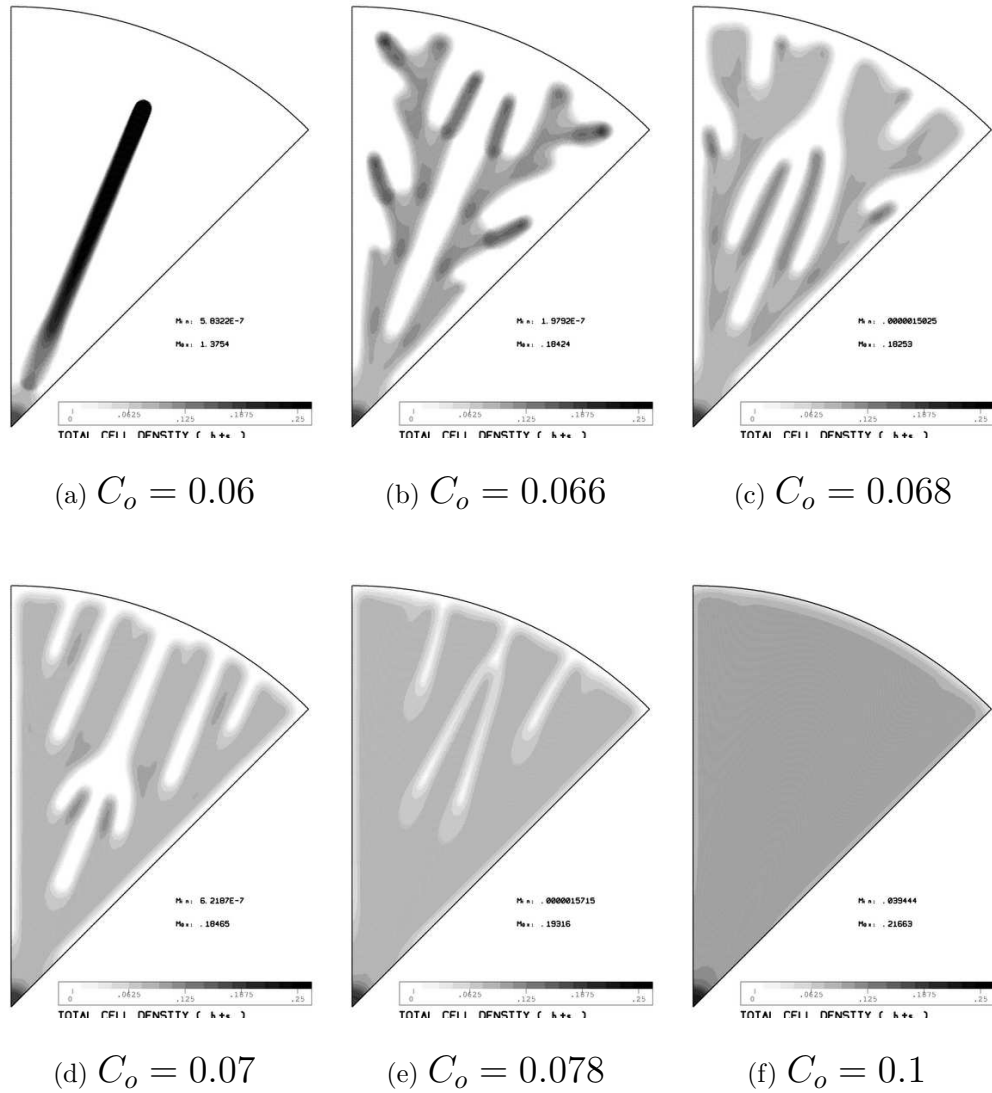 Min: 5.8322E-7
Max: 1.3754
0 .0625 .125 .1875 .25
TOTAL CELL DENSITY ( b+s )
Min: 1.9792E-7
Max: .18424
0 .0625 .125 .1875 .25
TOTAL CELL DENSITY ( b+s )
Min: .0000015025
Max: .18253
0 .0625 .125 .1875 .25
TOTAL CELL DENSITY ( b+s )
(a) C_o = 0.06
(b) C_o = 0.066
(c) C_o = 0.068
Min: 6.2187E-7
Max: .18465
0 .0625 .125 .1875 .25
TOTAL CELL DENSITY ( b+s )
Min: .0000015715
Max: .19316
0 .0625 .125 .1875 .25
TOTAL CELL DENSITY ( b+s )
Min: .039444
Max: .21663
0 .0625 .125 .1875 .25
TOTAL CELL DENSITY ( b+s )
(d) C_o = 0.07
(e) C_o = 0.078
(f) C_o = 0.1